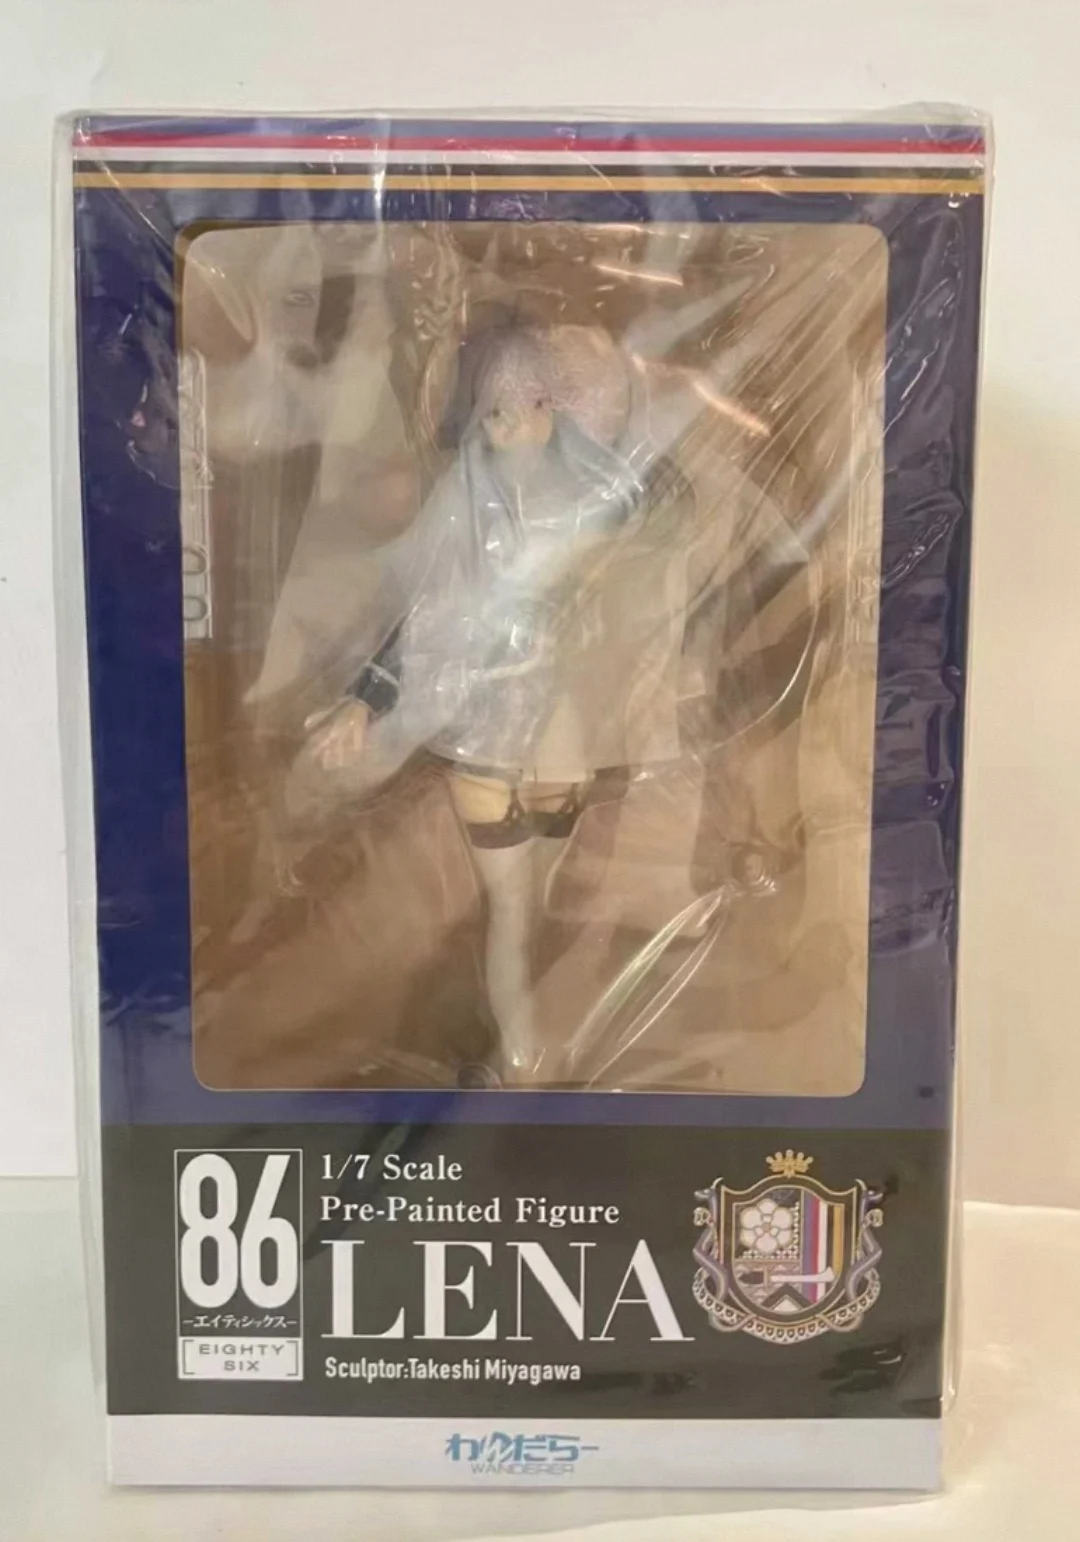 86
-エイティシックス-
EIGHTY
SIX
1/7 Scale
Pre-Painted Figure
LENA
Sculptor:Takeshi Miyagawa
わんだらー
WANDERER